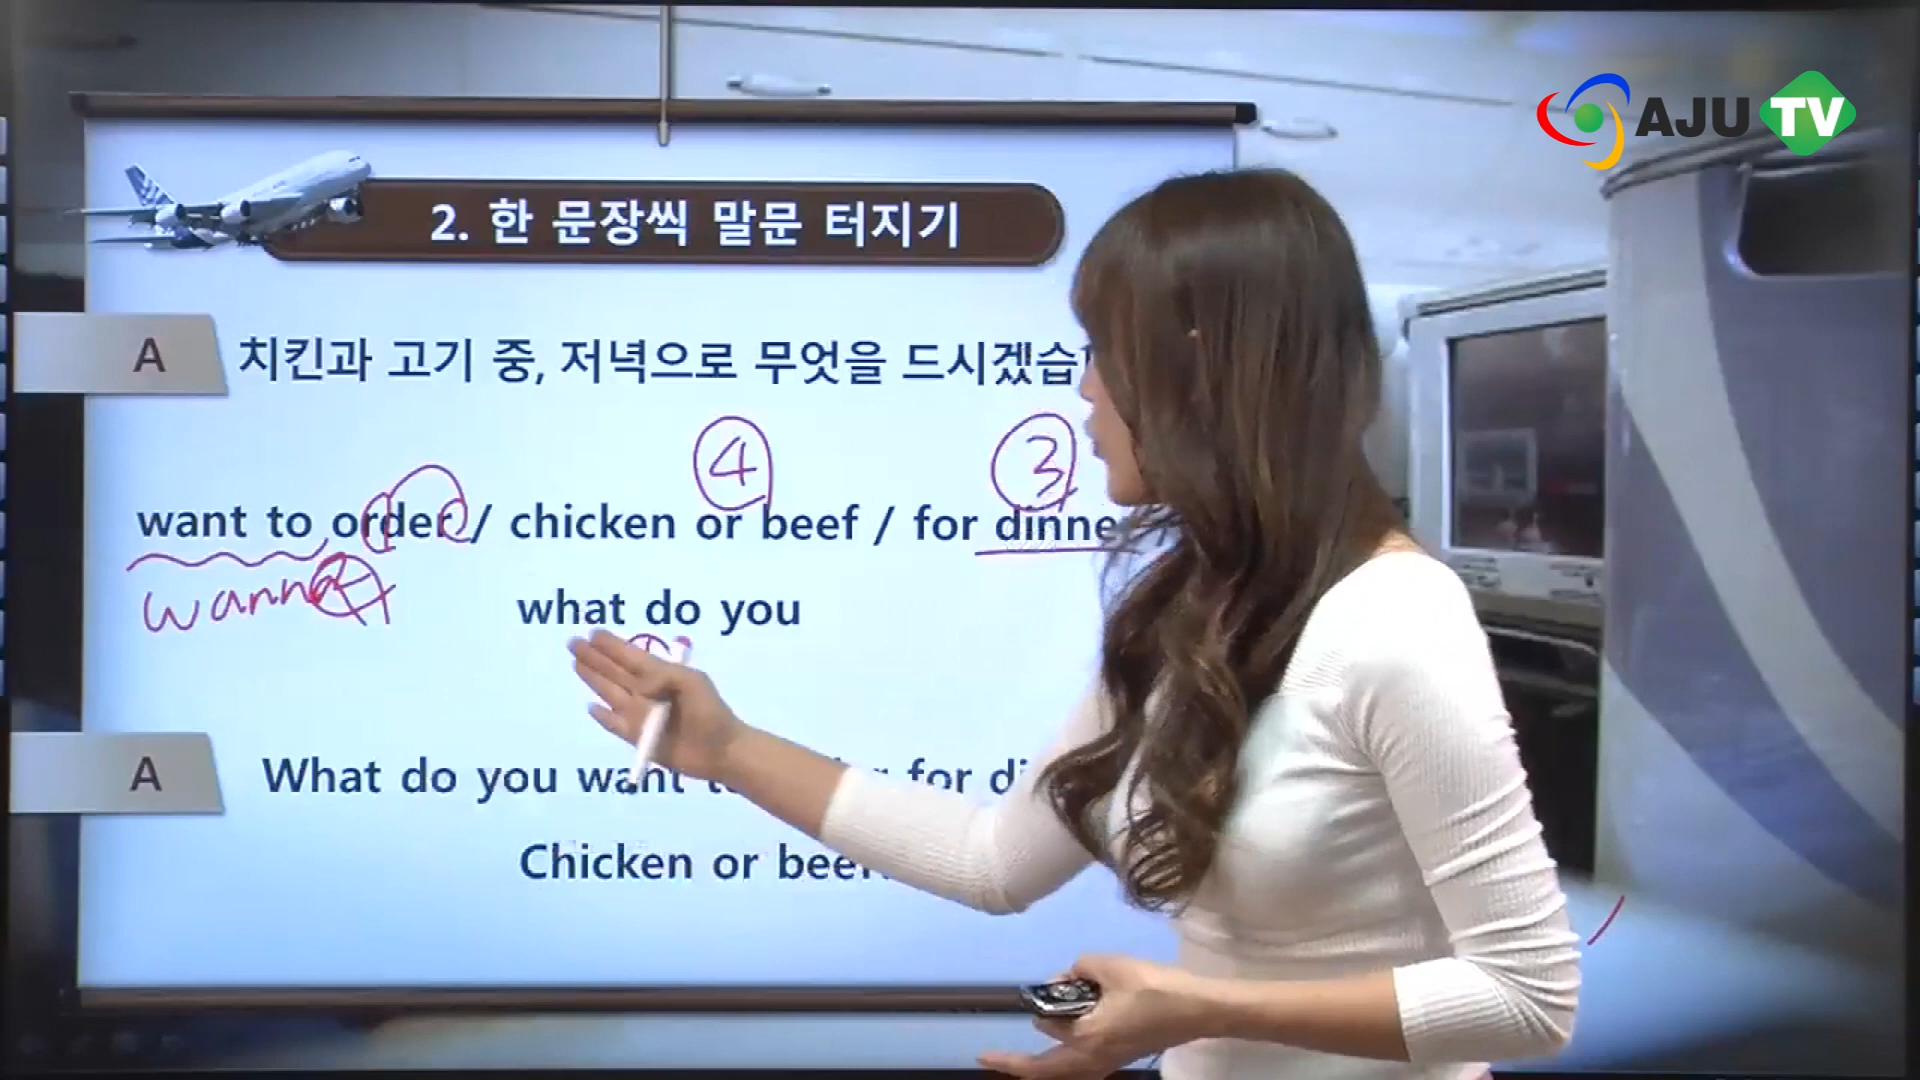 AJU TV
2. 한 문장씩 말문 터지기
A 치킨과 고기 중, 저녁으로 무엇을 드시겠습
4 3
want to order / chicken or beef / for dinne
wanna
what do you
A What do you want for
Chicken or